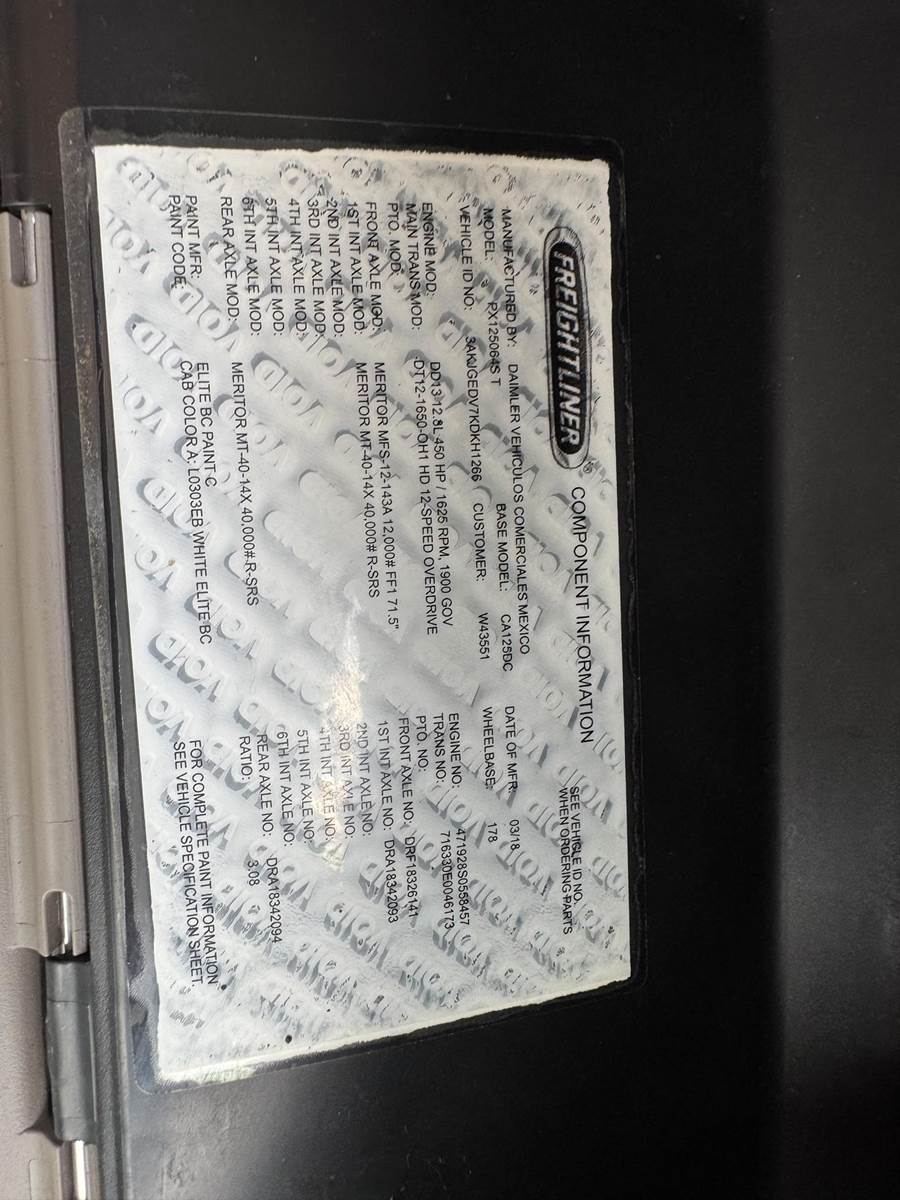 FREIGHTLINER® COMPONENT INFORMATION
SEE VEHICLE ID NO.
WHEN ORDERING PARTS
MANUFACTURED BY: DAIMLER VEHICULOS COMERCIALES MEXICO
DATE OF MFR: 03/18
MODEL: PX125064S T BASE MODEL: CA125DC WHEELBASE: 178
VEHICLE ID NO: 3AKJGEDV7KDKH1266 CUSTOMER: W43551
ENGINE MOD: DD13 12.8L 450 HP / 1625 RPM, 1900 GOV ENGINE NO: 471928S0558457
MAIN TRANS MOD: DT12-1650-OH1 HD 12-SPEED OVERDRIVE TRANS NO: 716330E0046173
PTO. MOD: PTO. NO:
FRONT AXLE MOD: MERITOR MFS-12-143A 12,000# FF1 71.5" FRONT AXLE NO: DRF18326141
1ST INT AXLE MOD: MERITOR MT-40-14X 40,000# R-SRS 1ST INT AXLE NO: DRA18342093
2ND INT AXLE MOD: 2ND INT AXLE NO:
3RD INT AXLE MOD: 3RD INT AXLE NO:
4TH INT AXLE MOD: 4TH INT AXLE NO:
5TH INT AXLE MOD: 5TH INT AXLE NO:
6TH INT AXLE MOD: 6TH INT AXLE NO:
REAR AXLE MOD: MERITOR MT-40-14X 40,000# R-SRS REAR AXLE NO: DRA18342094
RATIO: 3.08
PAINT MFR: ELITE BC PAINT-C FOR COMPLETE PAINT INFORMATION
PAINT CODE: CAB COLOR A: L0303EB WHITE ELITE BC SEE VEHICLE SPECIFICATION SHEET.